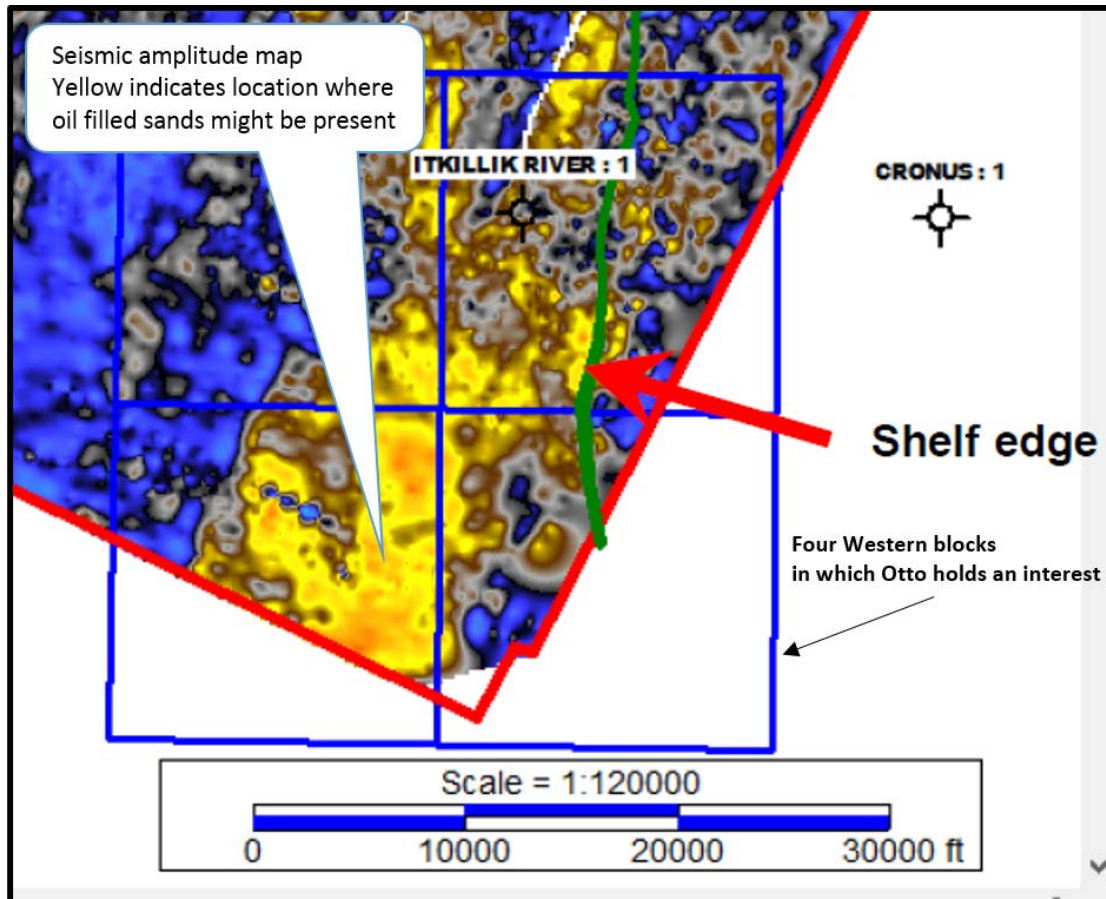 Seismic amplitude map
Yellow indicates location where
oil filled sands might be present
ITKILLIK RIVER : 1
CRONUS : 1
Shelf edge
Four Western blocks
in which Otto holds an interest
Scale = 1:120000
0 10000 20000 30000 ft